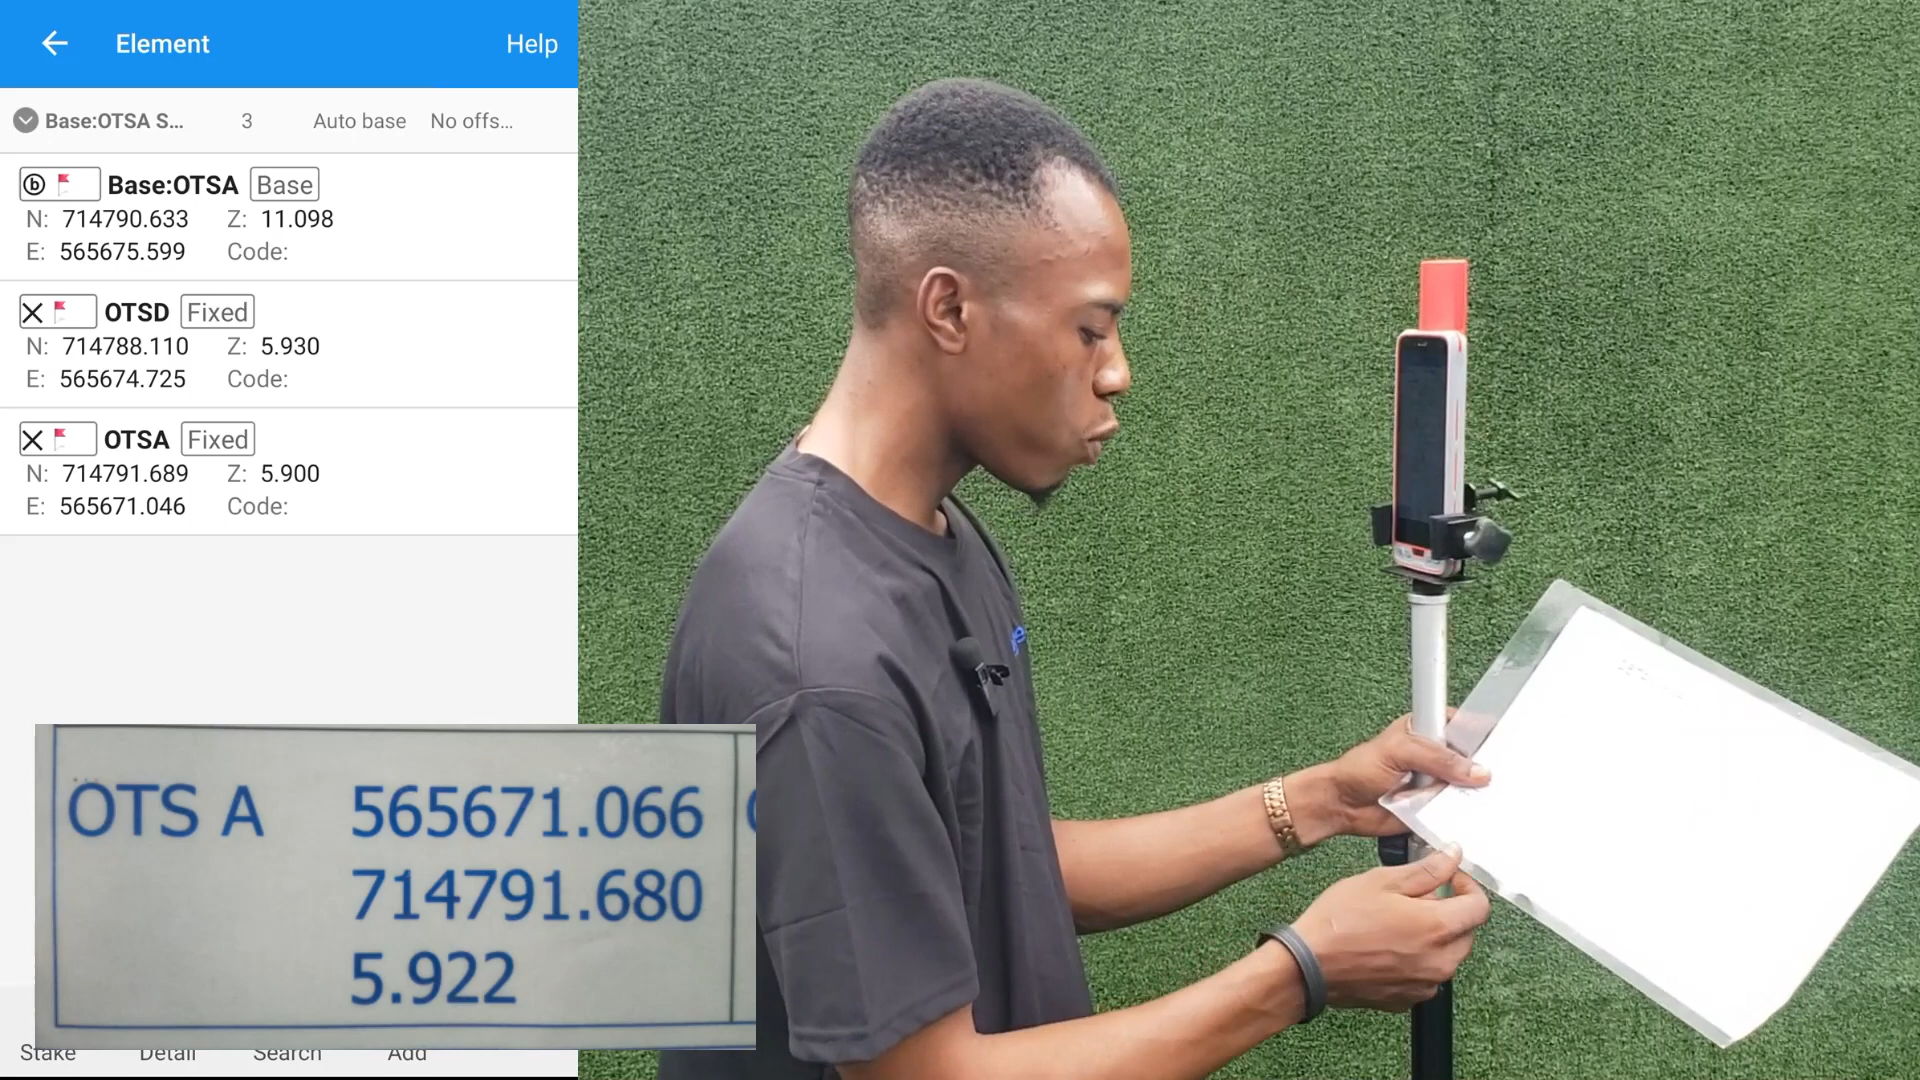 Element
Help
Base:OTSA S... 3 Auto base No offs...
b Base:OTSA Base
N: 714790.633 Z: 11.098
E: 565675.599 Code:
OTSD Fixed
N: 714788.110 Z: 5.930
E: 565674.725 Code:
OTSA Fixed
N: 714791.689 Z: 5.900
E: 565671.046 Code:
OTS A 565671.066
714791.680
5.922
Stake Detail Search Add